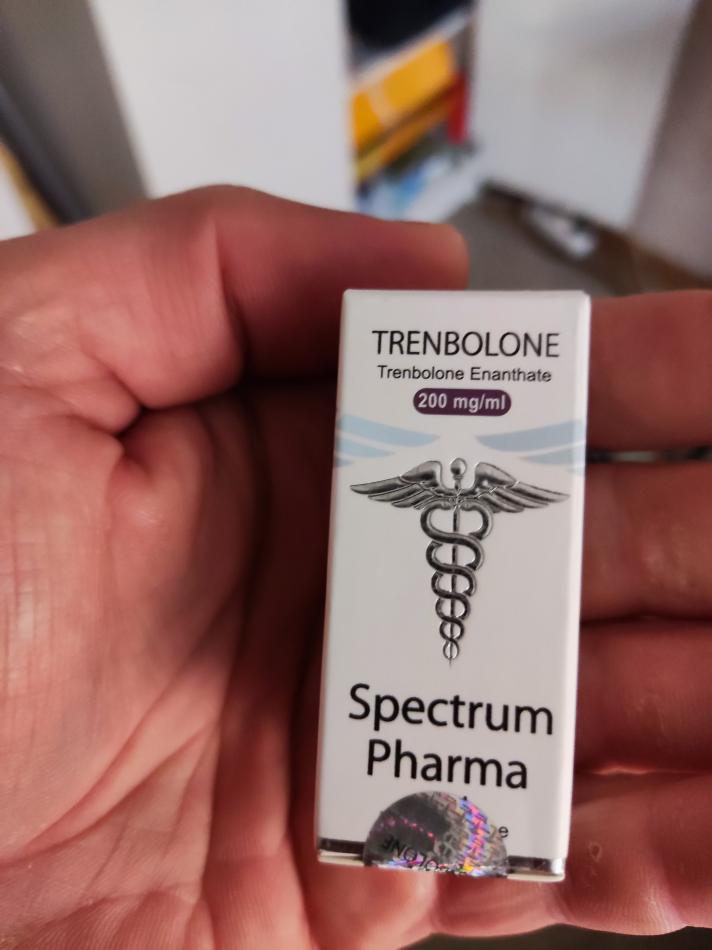 TRENBOLONE
Trenbolone Enanthate
200 mg/ml
Spectrum
Pharma